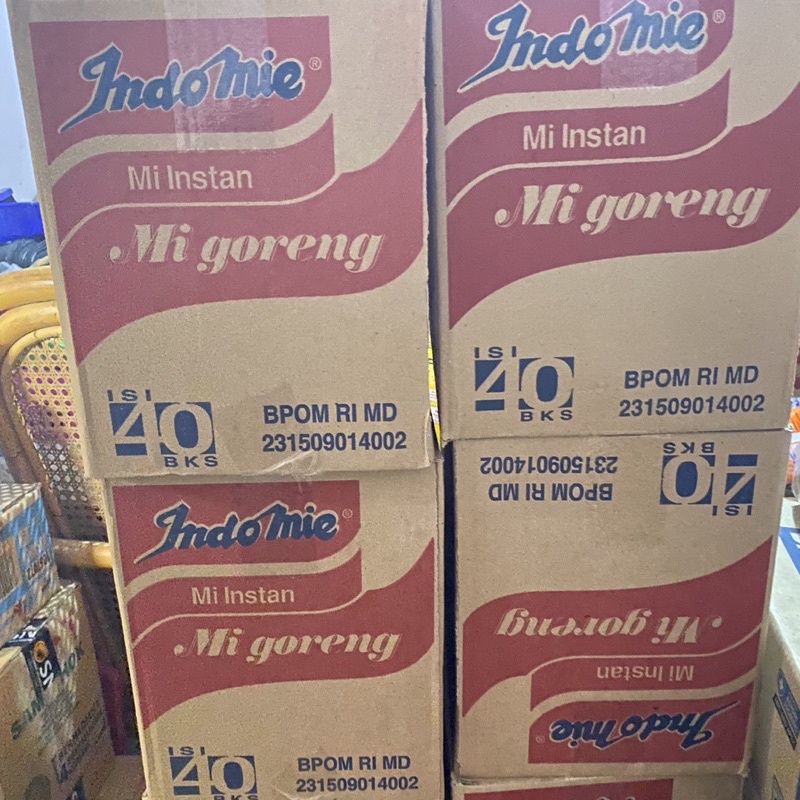 Indomie®
Mi Instan
Mi goreng
ISI
40
BKS
BPOM RI MD
231509014002
Indomie®
Mi Instan
Mi goreng
ISI
40
BKS
BPOM RI MD
231509014002
Indomie®
Mi Instan
Mi goreng
ISI
40
BKS
BPOM RI MD
231509014002
Indomie®
Mi Instan
Mi goreng
ISI
40
BKS
BPOM RI MD
231509014002